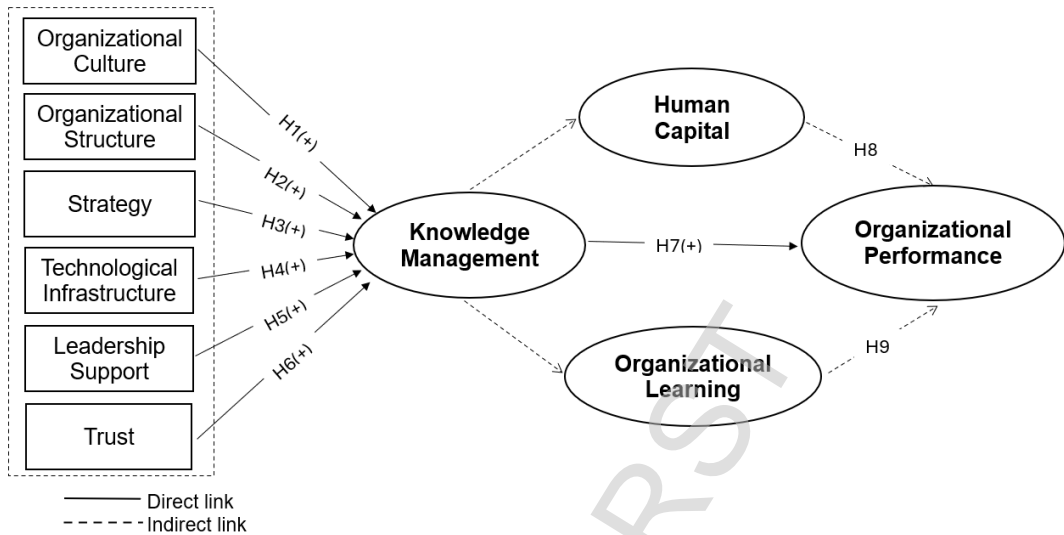 Organizational
Culture
Organizational
Structure
Strategy
Technological
Infrastructure
Leadership
Support
Trust
H1(+)
H2(+)
H3(+)
H4(+)
H5(+)
H6(+)
Knowledge
Management
Human
Capital
H7(+)
Organizational
Learning
H8
H9
Organizational
Performance
Direct link
Indirect link
RST